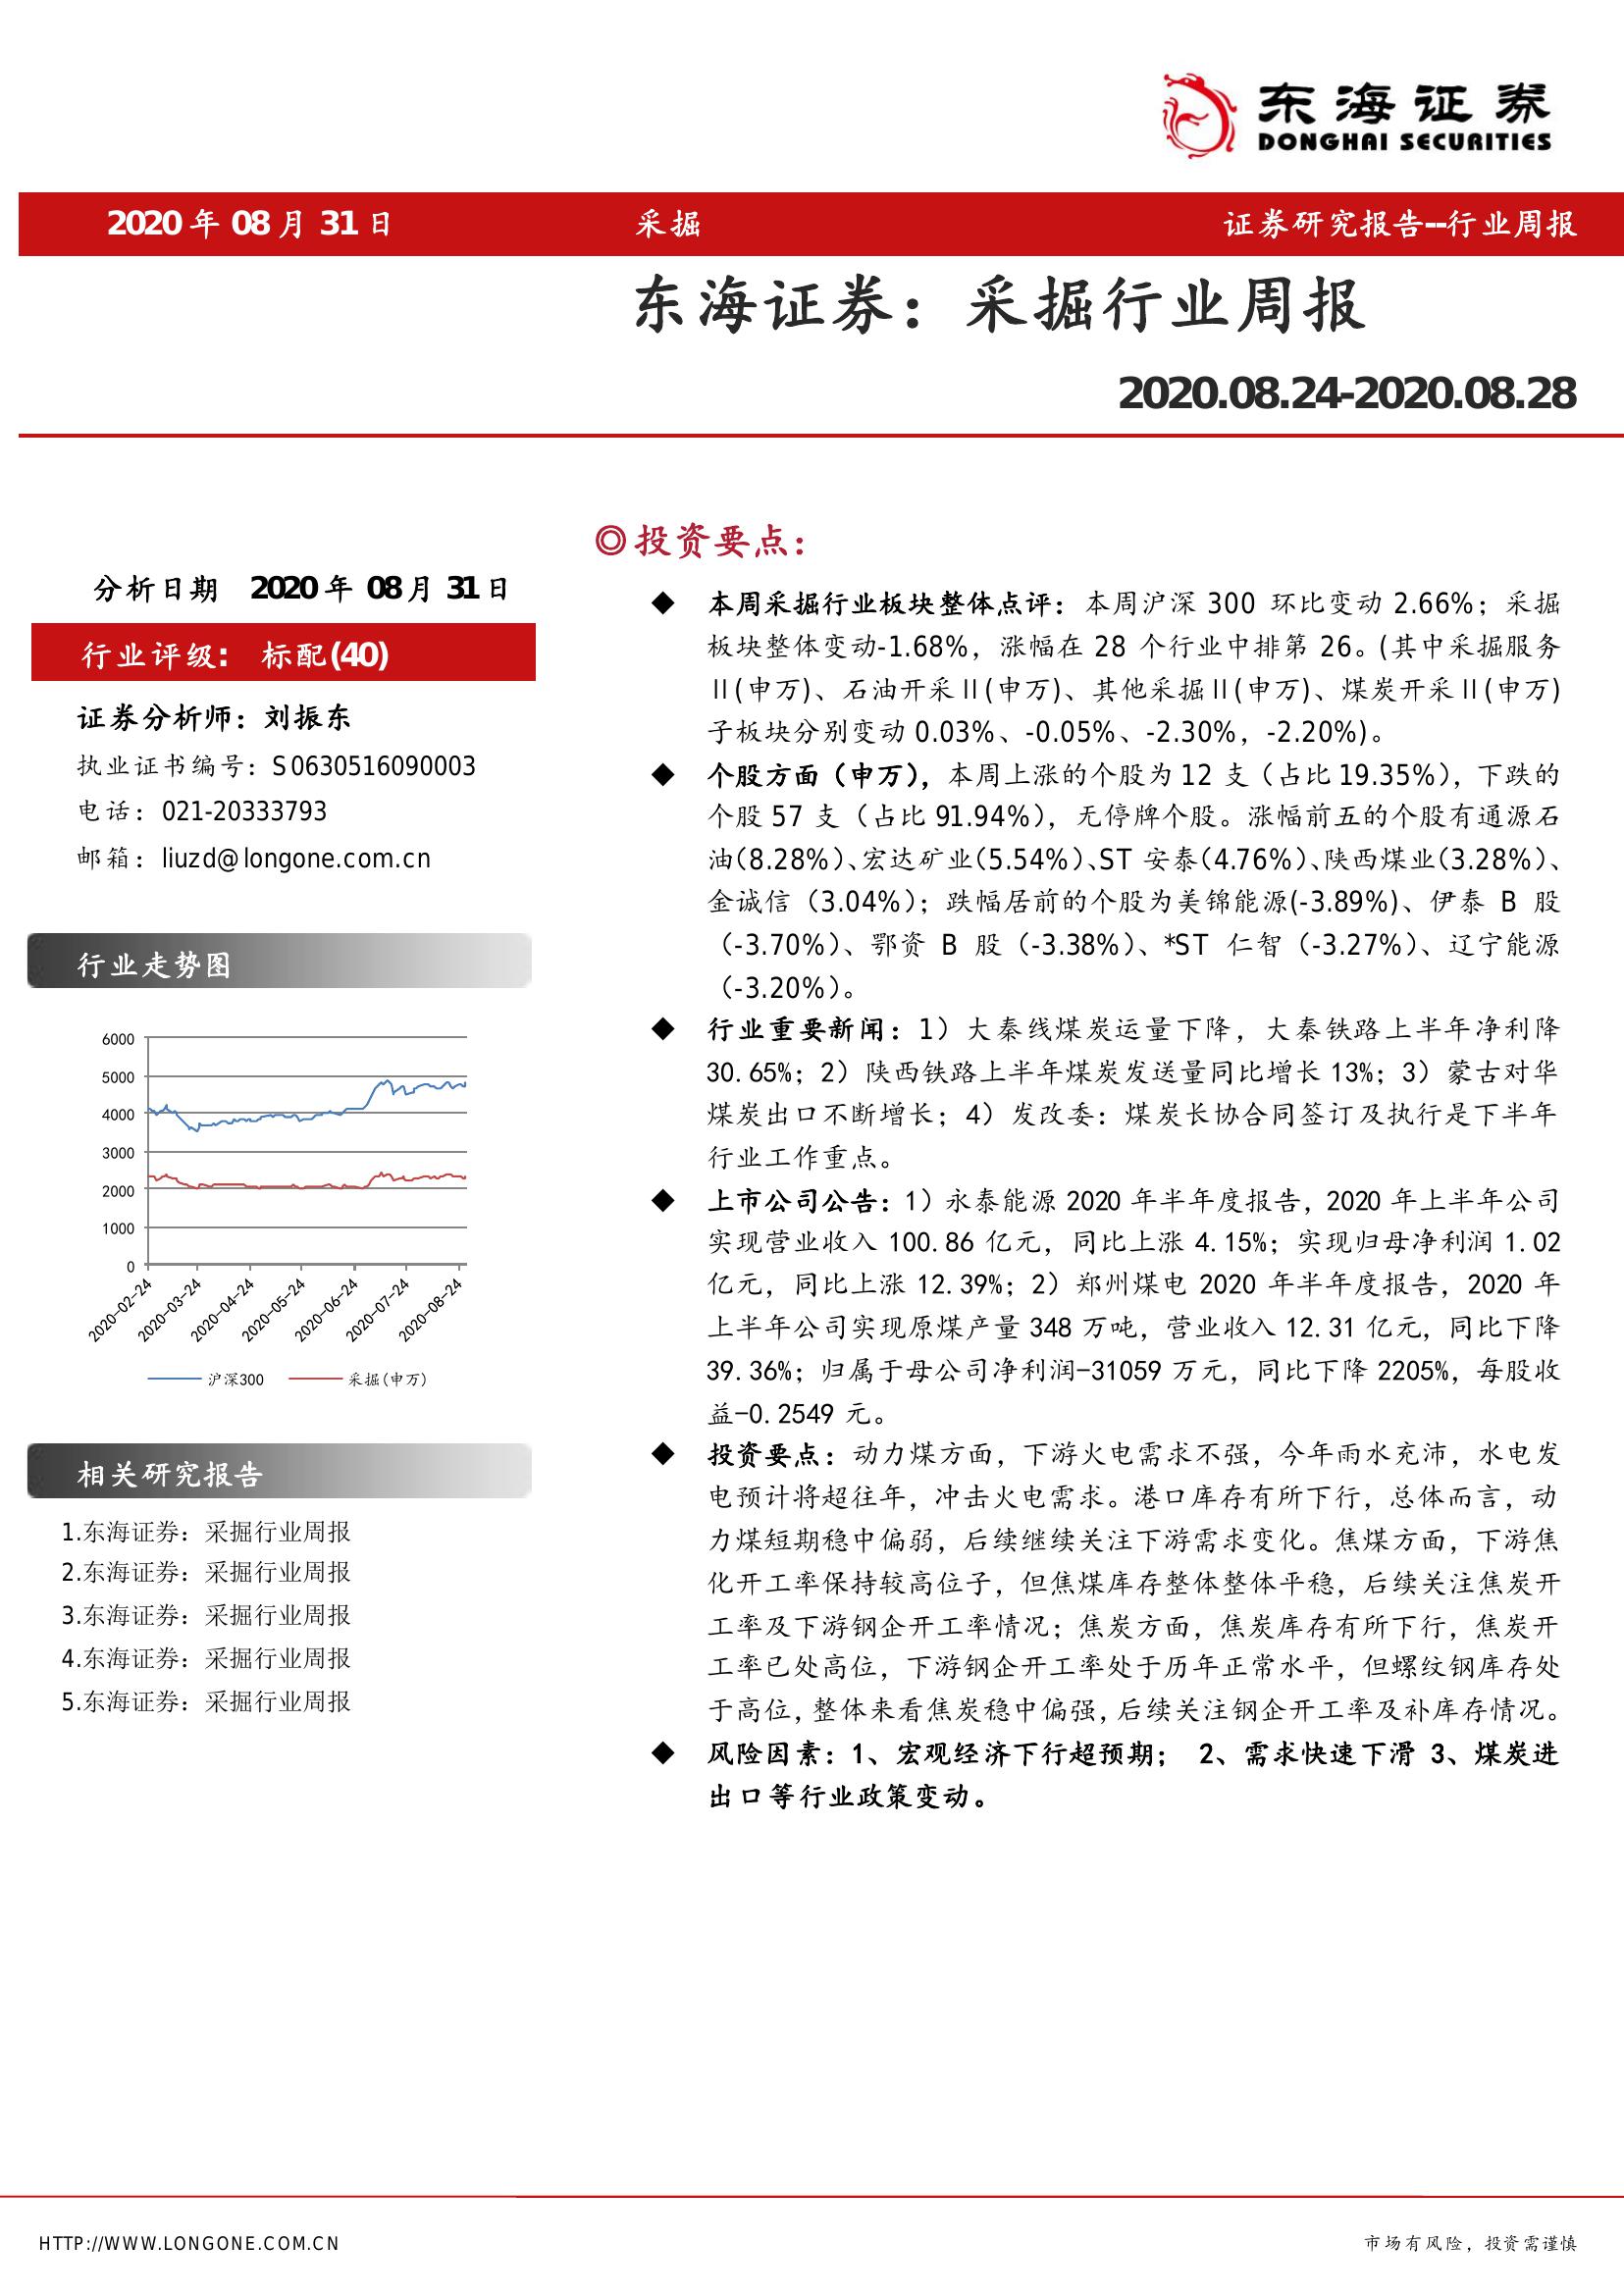 东海证券
DONGHAI SECURITIES
2020 年 08 月 31 日 采掘 证券研究报告--行业周报
东海证券：采掘行业周报
2020.08.24-2020.08.28
分析日期 2020 年 08 月 31 日
行业评级: 标配(40)
证券分析师：刘振东
执业证书编号：S0630516090003
电话：021-20333793
邮箱：liuzd@longone.com.cn
行业走势图
6000
5000
4000
3000
2000
1000
0
2020-02-24
2020-03-24
2020-04-24
2020-05-24
2020-06-24
2020-07-24
2020-08-24
沪深300 采掘(申万)
相关研究报告
1.东海证券：采掘行业周报
2.东海证券：采掘行业周报
3.东海证券：采掘行业周报
4.东海证券：采掘行业周报
5.东海证券：采掘行业周报
◎投资要点：
◆ 本周采掘行业板块整体点评：本周沪深 300 环比变动 2.66%；采掘
板块整体变动-1.68%，涨幅在 28 个行业中排第 26。(其中采掘服务
Ⅱ(申万)、石油开采Ⅱ(申万)、其他采掘Ⅱ(申万)、煤炭开采Ⅱ(申万)
子板块分别变动 0.03%、-0.05%、-2.30%，-2.20%)。
◆ 个股方面（申万），本周上涨的个股为 12 支（占比 19.35%），下跌的
个股 57 支（占比 91.94%），无停牌个股。涨幅前五的个股有通源石
油(8.28%)、宏达矿业(5.54%)、ST 安泰(4.76%)、陕西煤业(3.28%)、
金诚信（3.04%）；跌幅居前的个股为美锦能源(-3.89%)、伊泰 B 股
（-3.70%）、鄂资 B 股（-3.38%）、*ST 仁智（-3.27%）、辽宁能源
（-3.20%）。
◆ 行业重要新闻：1）大秦线煤炭运量下降，大秦铁路上半年净利降
30.65%；2）陕西铁路上半年煤炭发送量同比增长 13%；3）蒙古对华
煤炭出口不断增长；4）发改委：煤炭长协合同签订及执行是下半年
行业工作重点。
◆ 上市公司公告：1）永泰能源 2020 年半年度报告，2020 年上半年公司
实现营业收入 100.86 亿元，同比上涨 4.15%；实现归母净利润 1.02
亿元，同比上涨 12.39%；2）郑州煤电 2020 年半年度报告，2020 年
上半年公司实现原煤产量 348 万吨，营业收入 12.31 亿元，同比下降
39.36%；归属于母公司净利润-31059 万元，同比下降 2205%，每股收
益-0.2549 元。
◆ 投资要点：动力煤方面，下游火电需求不强，今年雨水充沛，水电发
电预计将超往年，冲击火电需求。港口库存有所下行，总体而言，动
力煤短期稳中偏弱，后续继续关注下游需求变化。焦煤方面，下游焦
化开工率保持较高位子，但焦煤库存整体整体平稳，后续关注焦炭开
工率及下游钢企开工率情况；焦炭方面，焦炭库存有所下行，焦炭开
工率已处高位，下游钢企开工率处于历年正常水平，但螺纹钢库存处
于高位，整体来看焦炭稳中偏强，后续关注钢企开工率及补库存情况。
◆ 风险因素：1、宏观经济下行超预期； 2、需求快速下滑 3、煤炭进
出口等行业政策变动。
HTTP://WWW.LONGONE.COM.CN 市场有风险，投资需谨慎